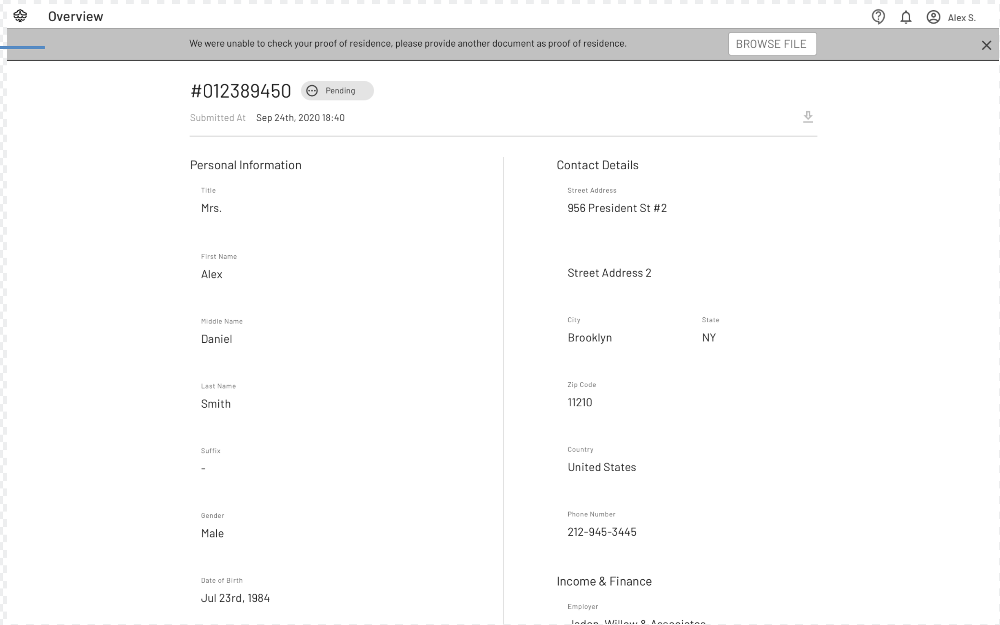 Overview
Alex S.
We were unable to check your proof of residence, please provide another document as proof of residence.
BROWSE FILE
#012389450
Pending
Submitted At Sep 24th, 2020 18:40
Personal Information
Title
Mrs.
First Name
Alex
Middle Name
Daniel
Last Name
Smith
Suffix
-
Gender
Male
Date of Birth
Jul 23rd, 1984
Contact Details
Street Address
956 President St #2
Street Address 2
City
Brooklyn
State
NY
Zip Code
11210
Country
United States
Phone Number
212-945-3445
Income & Finance
Employer
Jaden, Willow & Associates